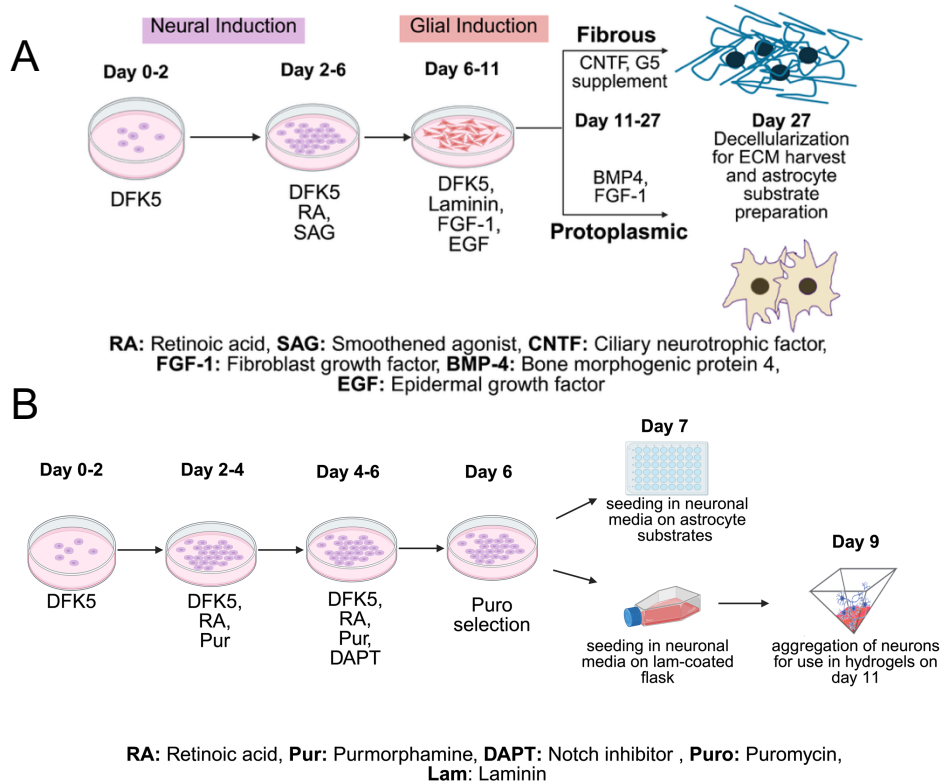 A
Neural Induction
Glial Induction
Day 0-2
Day 2-6
Day 6-11
DFK5
DFK5
RA,
SAG
DFK5,
Laminin,
FGF-1,
EGF
Fibrous
CNTF, G5
supplement
Day 11-27
BMP4,
FGF-1
Protoplasmic
Day 27
Decellularization
for ECM harvest
and astrocyte
substrate
preparation
RA: Retinoic acid, SAG: Smoothened agonist, CNTF: Ciliary neurotrophic factor,
FGF-1: Fibroblast growth factor, BMP-4: Bone morphogenic protein 4,
EGF: Epidermal growth factor
B
Day 0-2
Day 2-4
Day 4-6
Day 6
DFK5
DFK5,
RA,
Pur
DFK5,
RA,
Pur,
DAPT
Puro
selection
Day 7
seeding in neuronal
media on astrocyte
substrates
seeding in neuronal
media on lam-coated
flask
Day 9
aggregation of neurons
for use in hydrogels on
day 11
RA: Retinoic acid, Pur: Purmorphamine, DAPT: Notch inhibitor , Puro: Puromycin,
Lam: Laminin